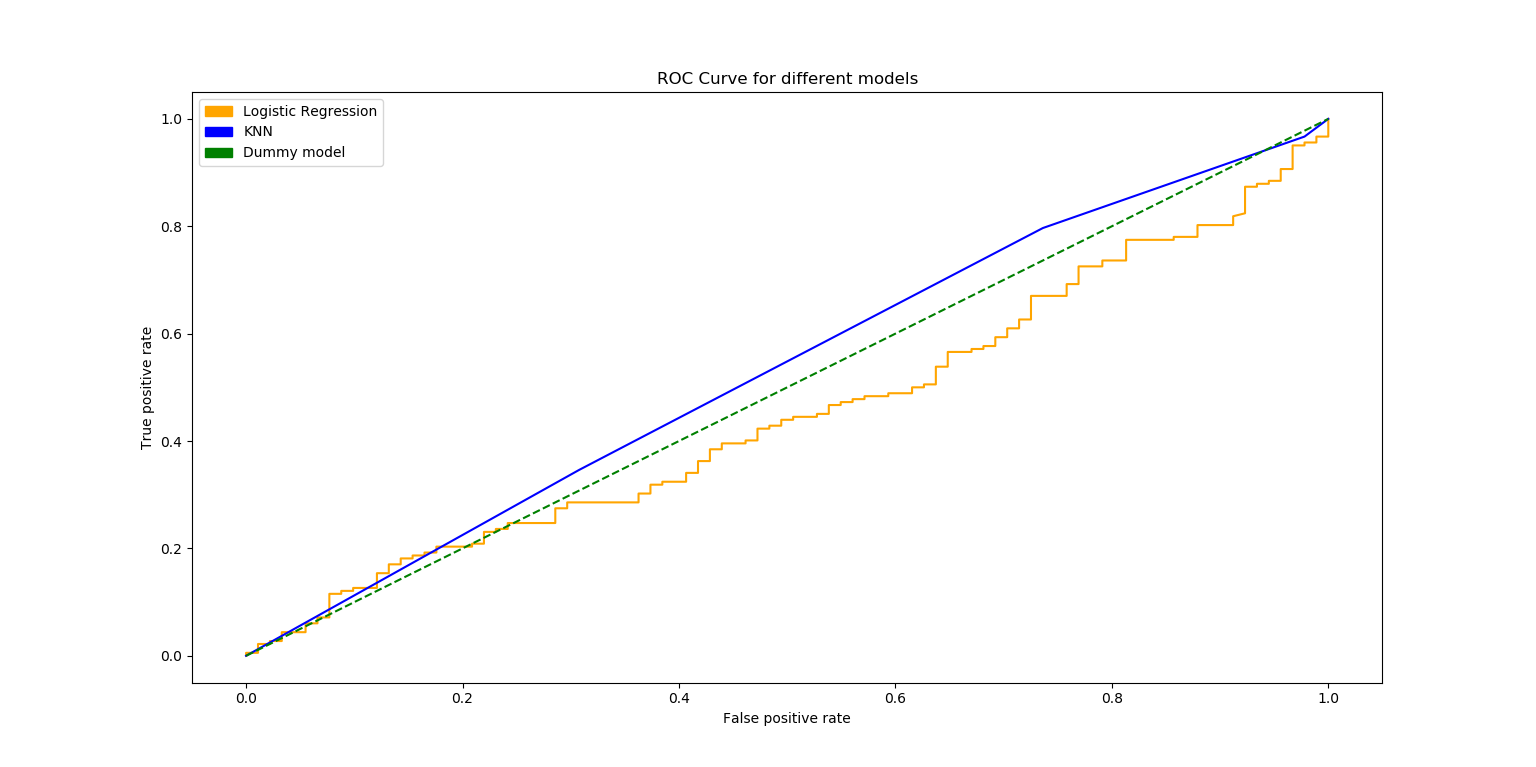 ROC Curve for different models
Logistic Regression
KNN
Dummy model
1.0
0.8
0.6
0.4
0.2
0.0
True positive rate
0.0 0.2 0.4 0.6 0.8 1.0
False positive rate